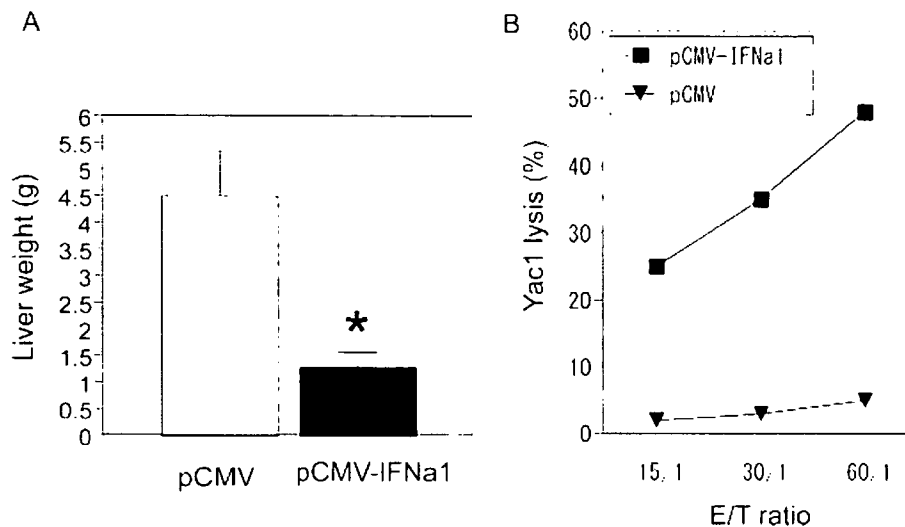 A
Liver weight (g)
6
5.5
5
4.5
4
3.5
3
2.5
2
1.5
1
0.5
0
*
pCMV
pCMV-IFNa1
B
Yac1 lysis (%)
60
50
40
30
20
10
0
pCMV-IFNa1
pCMV
15/1
30/1
60/1
E/T ratio